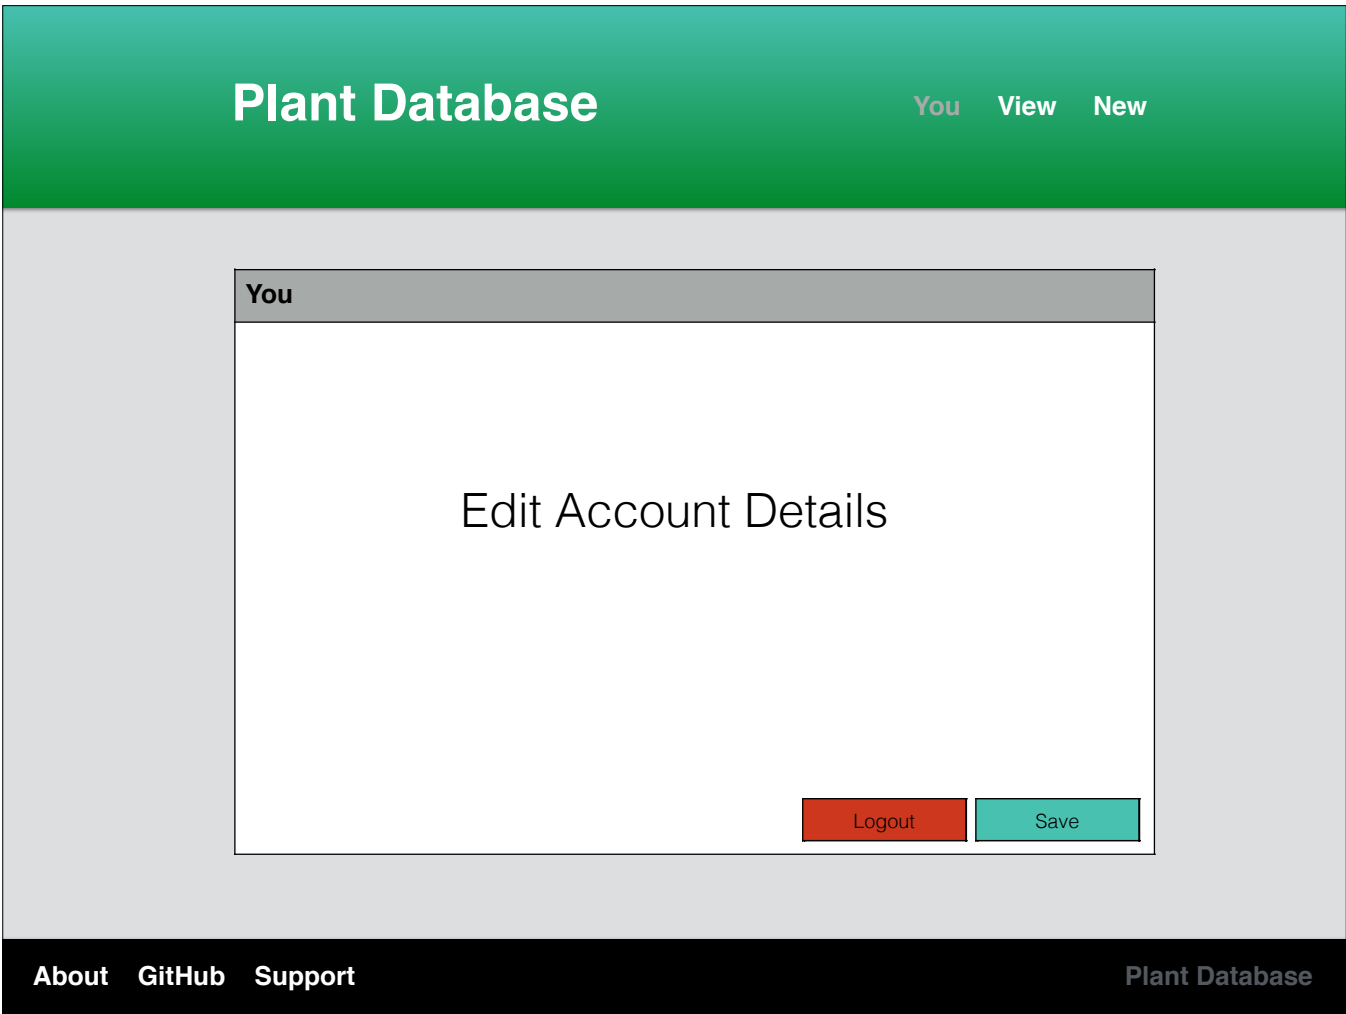 Plant Database
You View New
You
Edit Account Details
Logout Save
About GitHub Support Plant Database